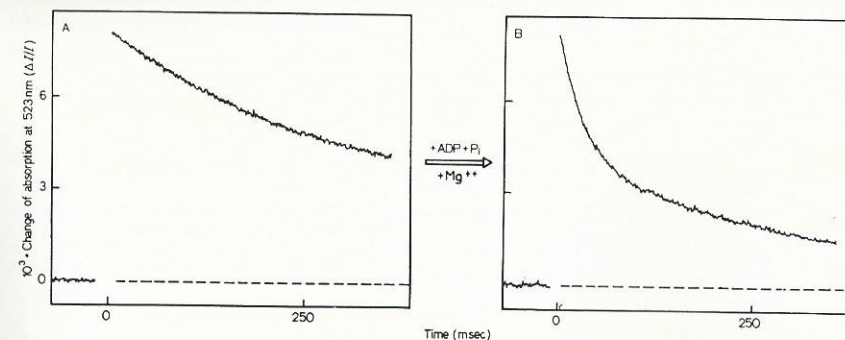 A
B
10³ • Change of absorption at 523 nm (ΔI/I)
6
3
0
+ADP + Pi
+Mg⁺⁺
0
250
0
250
Time (msec)